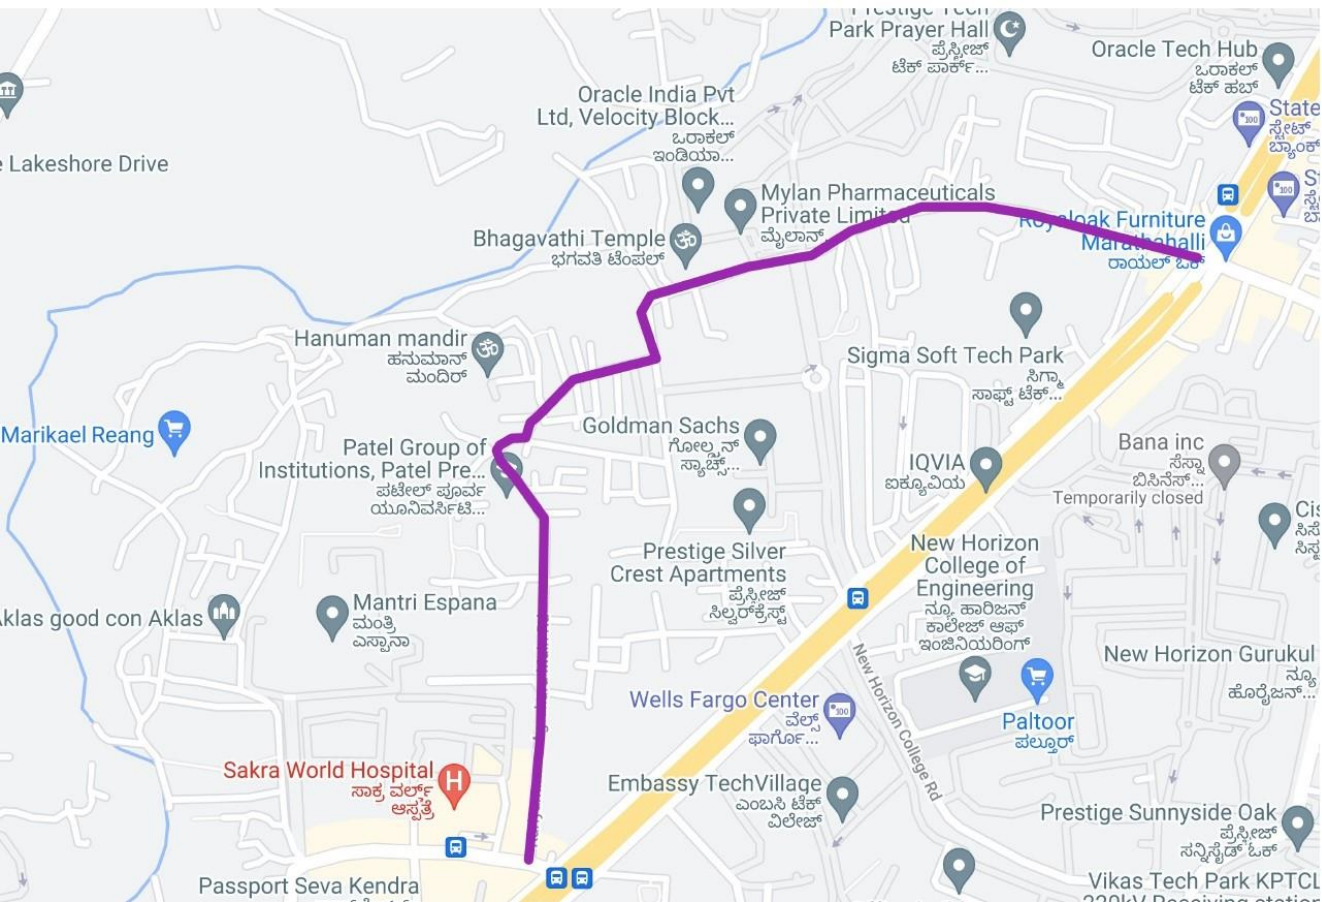 Prestige Tech
Park Prayer Hall
ಪ್ರೆಸ್ಟೀಜ್
ಟೆಕ್ ಪಾರ್ಕ್...
Oracle Tech Hub
ಒರಾಕಲ್
ಟೆಕ್ ಹಬ್
State
ಸ್ಟೇಟ್
ಬ್ಯಾಂಕ್
Oracle India Pvt
Ltd, Velocity Block...
ಒರಾಕಲ್
ಇಂಡಿಯಾ...
Lakeshore Drive
Mylan Pharmaceuticals
Private Limited
ಮೈಲಾನ್
Royaloak Furniture
Marathahalli
ರಾಯಲ್ ಓಕ್
Bhagavathi Temple
ಭಗವತಿ ಟೆಂಪಲ್
Hanuman mandir
ಹನುಮಾನ್
ಮಂದಿರ್
Sigma Soft Tech Park
ಸಿಗ್ಮಾ
ಸಾಫ್ಟ್ ಟೆಕ್...
Marikael Reang
Goldman Sachs
ಗೋಲ್ಡ್ಮನ್
ಸ್ಯಾಚ್ಸ್...
Patel Group of
Institutions, Patel Pre...
ಪಟೇಲ್ ಪೂರ್ವ
ಯೂನಿವರ್ಸಿಟಿ...
IQVIA
ಐಕ್ಯೂವಿಯ
Bana inc
ಸೆಸ್ನಾ
ಬಿಸಿನೆಸ್...
Temporarily closed
Prestige Silver
Crest Apartments
ಪ್ರೆಸ್ಟೀಜ್
ಸಿಲ್ವರ್‌ಕ್ರೆಸ್ಟ್
New Horizon
College of
Engineering
ನ್ಯೂ ಹಾರಿಜನ್
ಕಾಲೇಜ್ ಆಫ್
ಇಂಜಿನಿಯರಿಂಗ್
Mantri Espana
ಮಂತ್ರಿ
ಎಸ್ಪಾನಾ
Aklas good con Aklas
New Horizon Gurukul
ನ್ಯೂ
ಹೊರೈಜನ್...
New Horizon College Rd
Wells Fargo Center
ವೆಲ್ಸ್
ಫಾರ್ಗೊ...
Paltoor
ಪಲ್ತೂರ್
Sakra World Hospital
ಸಾಕ್ರ ವರ್ಲ್ಡ್
ಆಸ್ಪತ್ರೆ
Embassy TechVillage
ಎಂಬಸಿ ಟೆಕ್
ವಿಲೇಜ್
Prestige Sunnyside Oak
ಪ್ರೆಸ್ಟೀಜ್
ಸನ್ನಿಸೈಡ್ ಓಕ್
Passport Seva Kendra
Vikas Tech Park KPTCL
220kV Receiving station